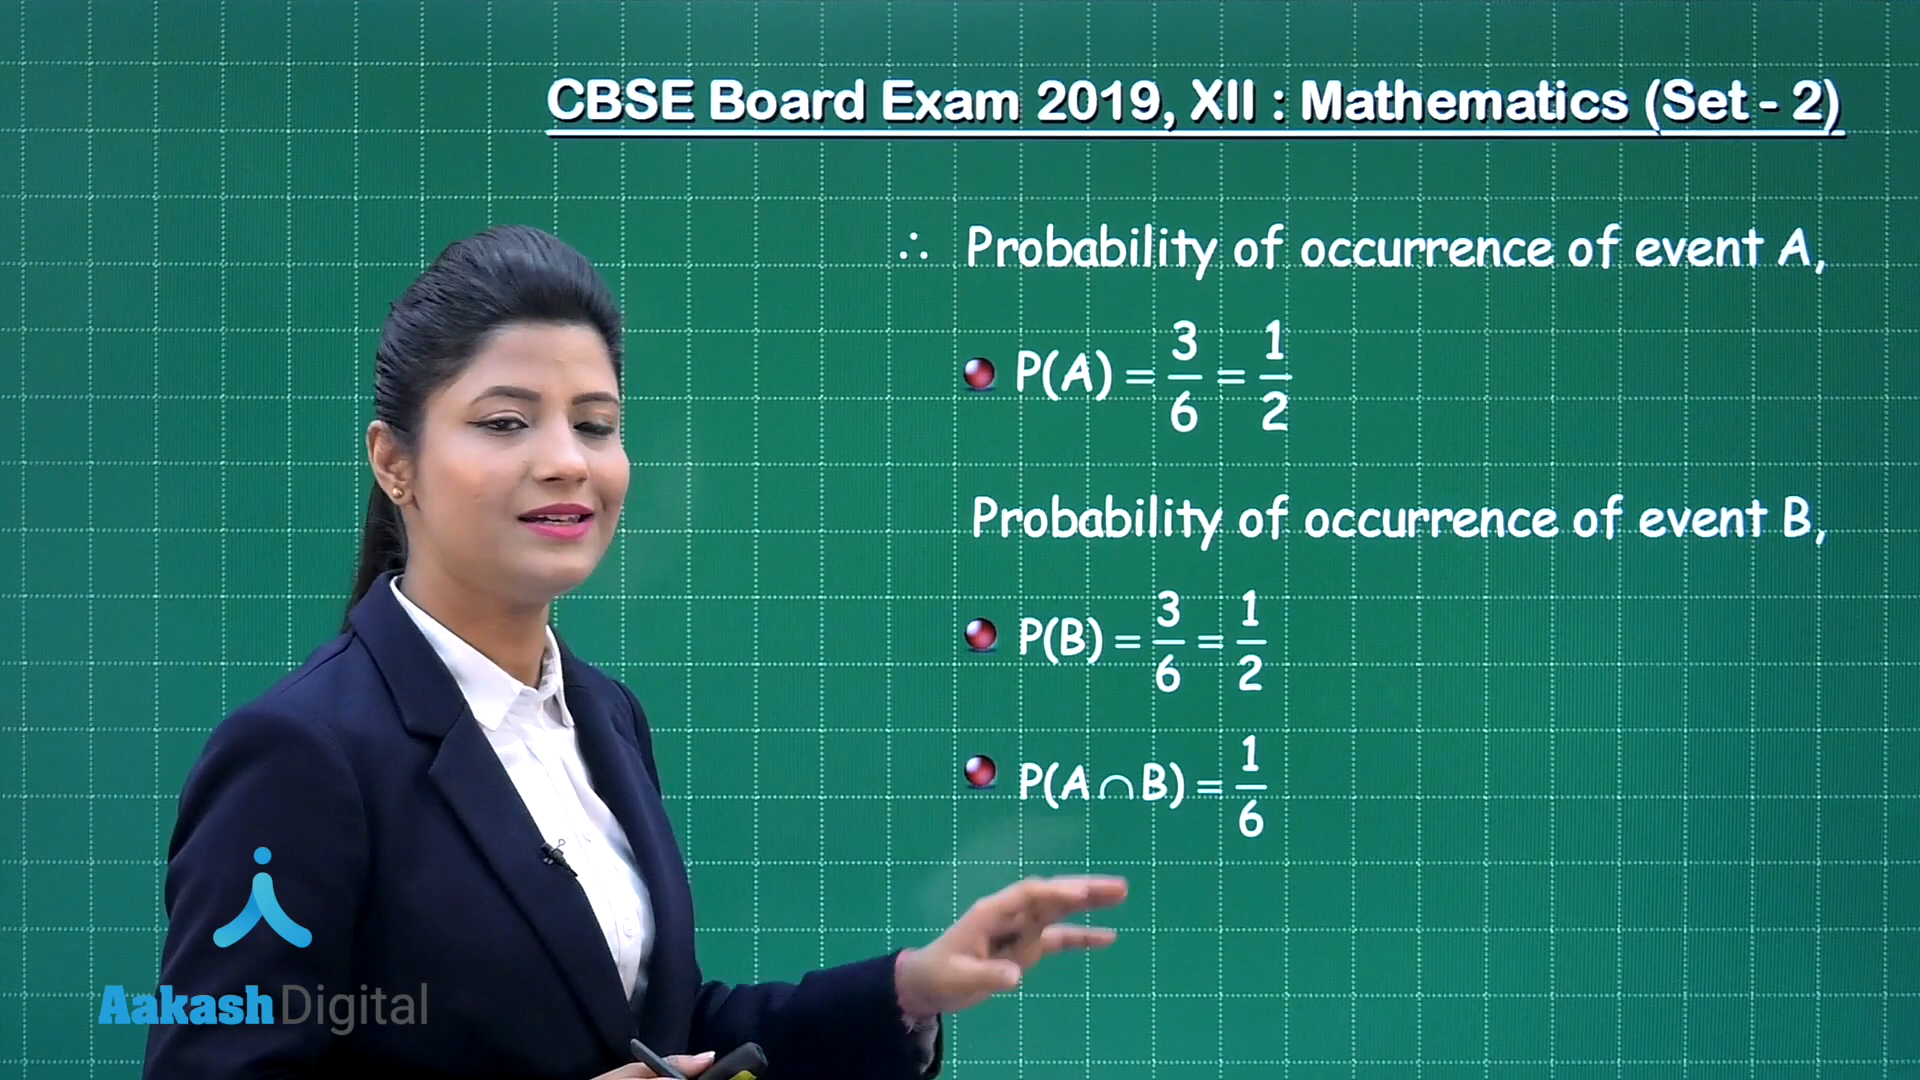 CBSE Board Exam 2019, XII : Mathematics (Set - 2)
∴ Probability of occurrence of event A,
P(A) = 3/6 = 1/2
Probability of occurrence of event B,
P(B) = 3/6 = 1/2
P(A ∩ B) = 1/6
Aakash Digital